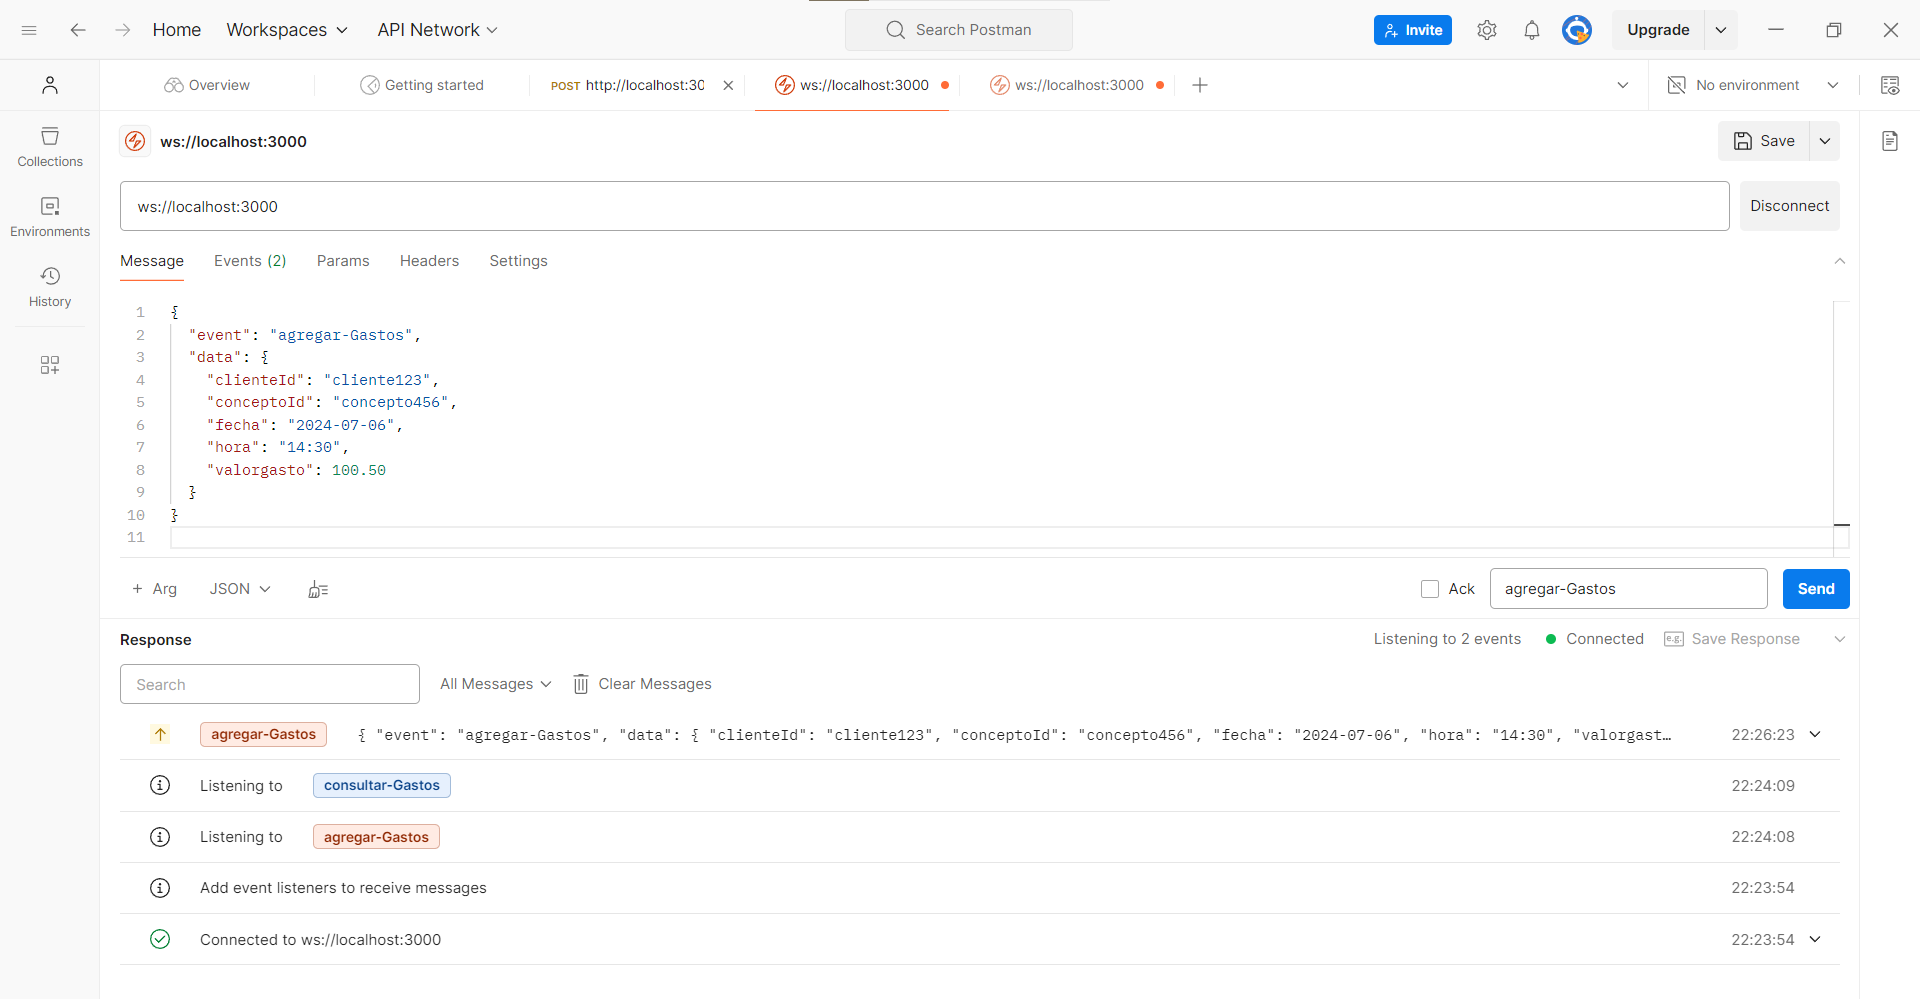 Home Workspaces API Network Search Postman Invite Upgrade
Overview Getting started POST http://localhost:30 ws://localhost:3000 ws://localhost:3000 No environment
Collections
Environments
History
ws://localhost:3000 Save
ws://localhost:3000 Disconnect
Message Events (2) Params Headers Settings
1 {
2 "event": "agregar-Gastos",
3 "data": {
4 "clienteId": "cliente123",
5 "conceptoId": "concepto456",
6 "fecha": "2024-07-06",
7 "hora": "14:30",
8 "valorgasto": 100.50
9 }
10 }
11
+ Arg JSON Ack agregar-Gastos Send
Response Listening to 2 events Connected e.g. Save Response
Search All Messages Clear Messages
agregar-Gastos { "event": "agregar-Gastos", "data": { "clienteId": "cliente123", "conceptoId": "concepto456", "fecha": "2024-07-06", "hora": "14:30", "valorgast… 22:26:23
Listening to consultar-Gastos 22:24:09
Listening to agregar-Gastos 22:24:08
Add event listeners to receive messages 22:23:54
Connected to ws://localhost:3000 22:23:54